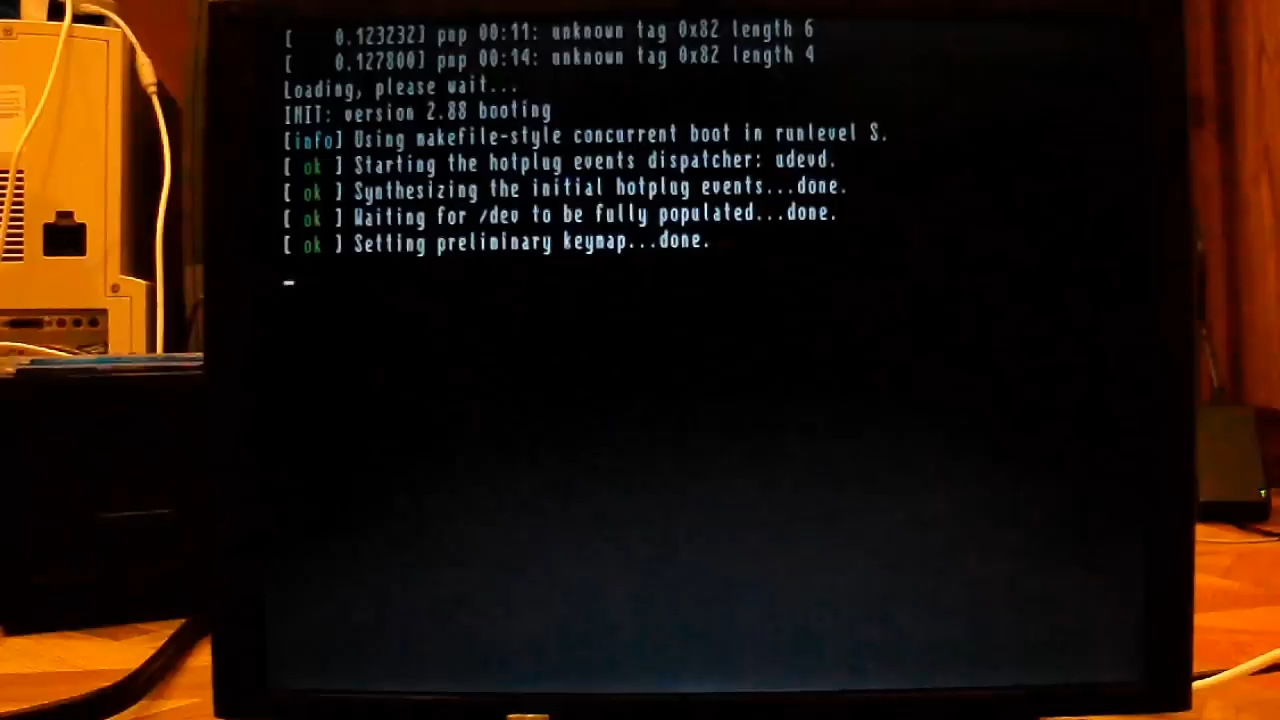 [    0.123232] pnp 00:11: unknown tag 0x82 length 6
[    0.127800] pnp 00:14: unknown tag 0x82 length 4
Loading, please wait...
INIT: version 2.88 booting
[info] Using makefile-style concurrent boot in runlevel S.
[ ok ] Starting the hotplug events dispatcher: udevd.
[ ok ] Synthesizing the initial hotplug events...done.
[ ok ] Waiting for /dev to be fully populated...done.
[ ok ] Setting preliminary keymap...done.